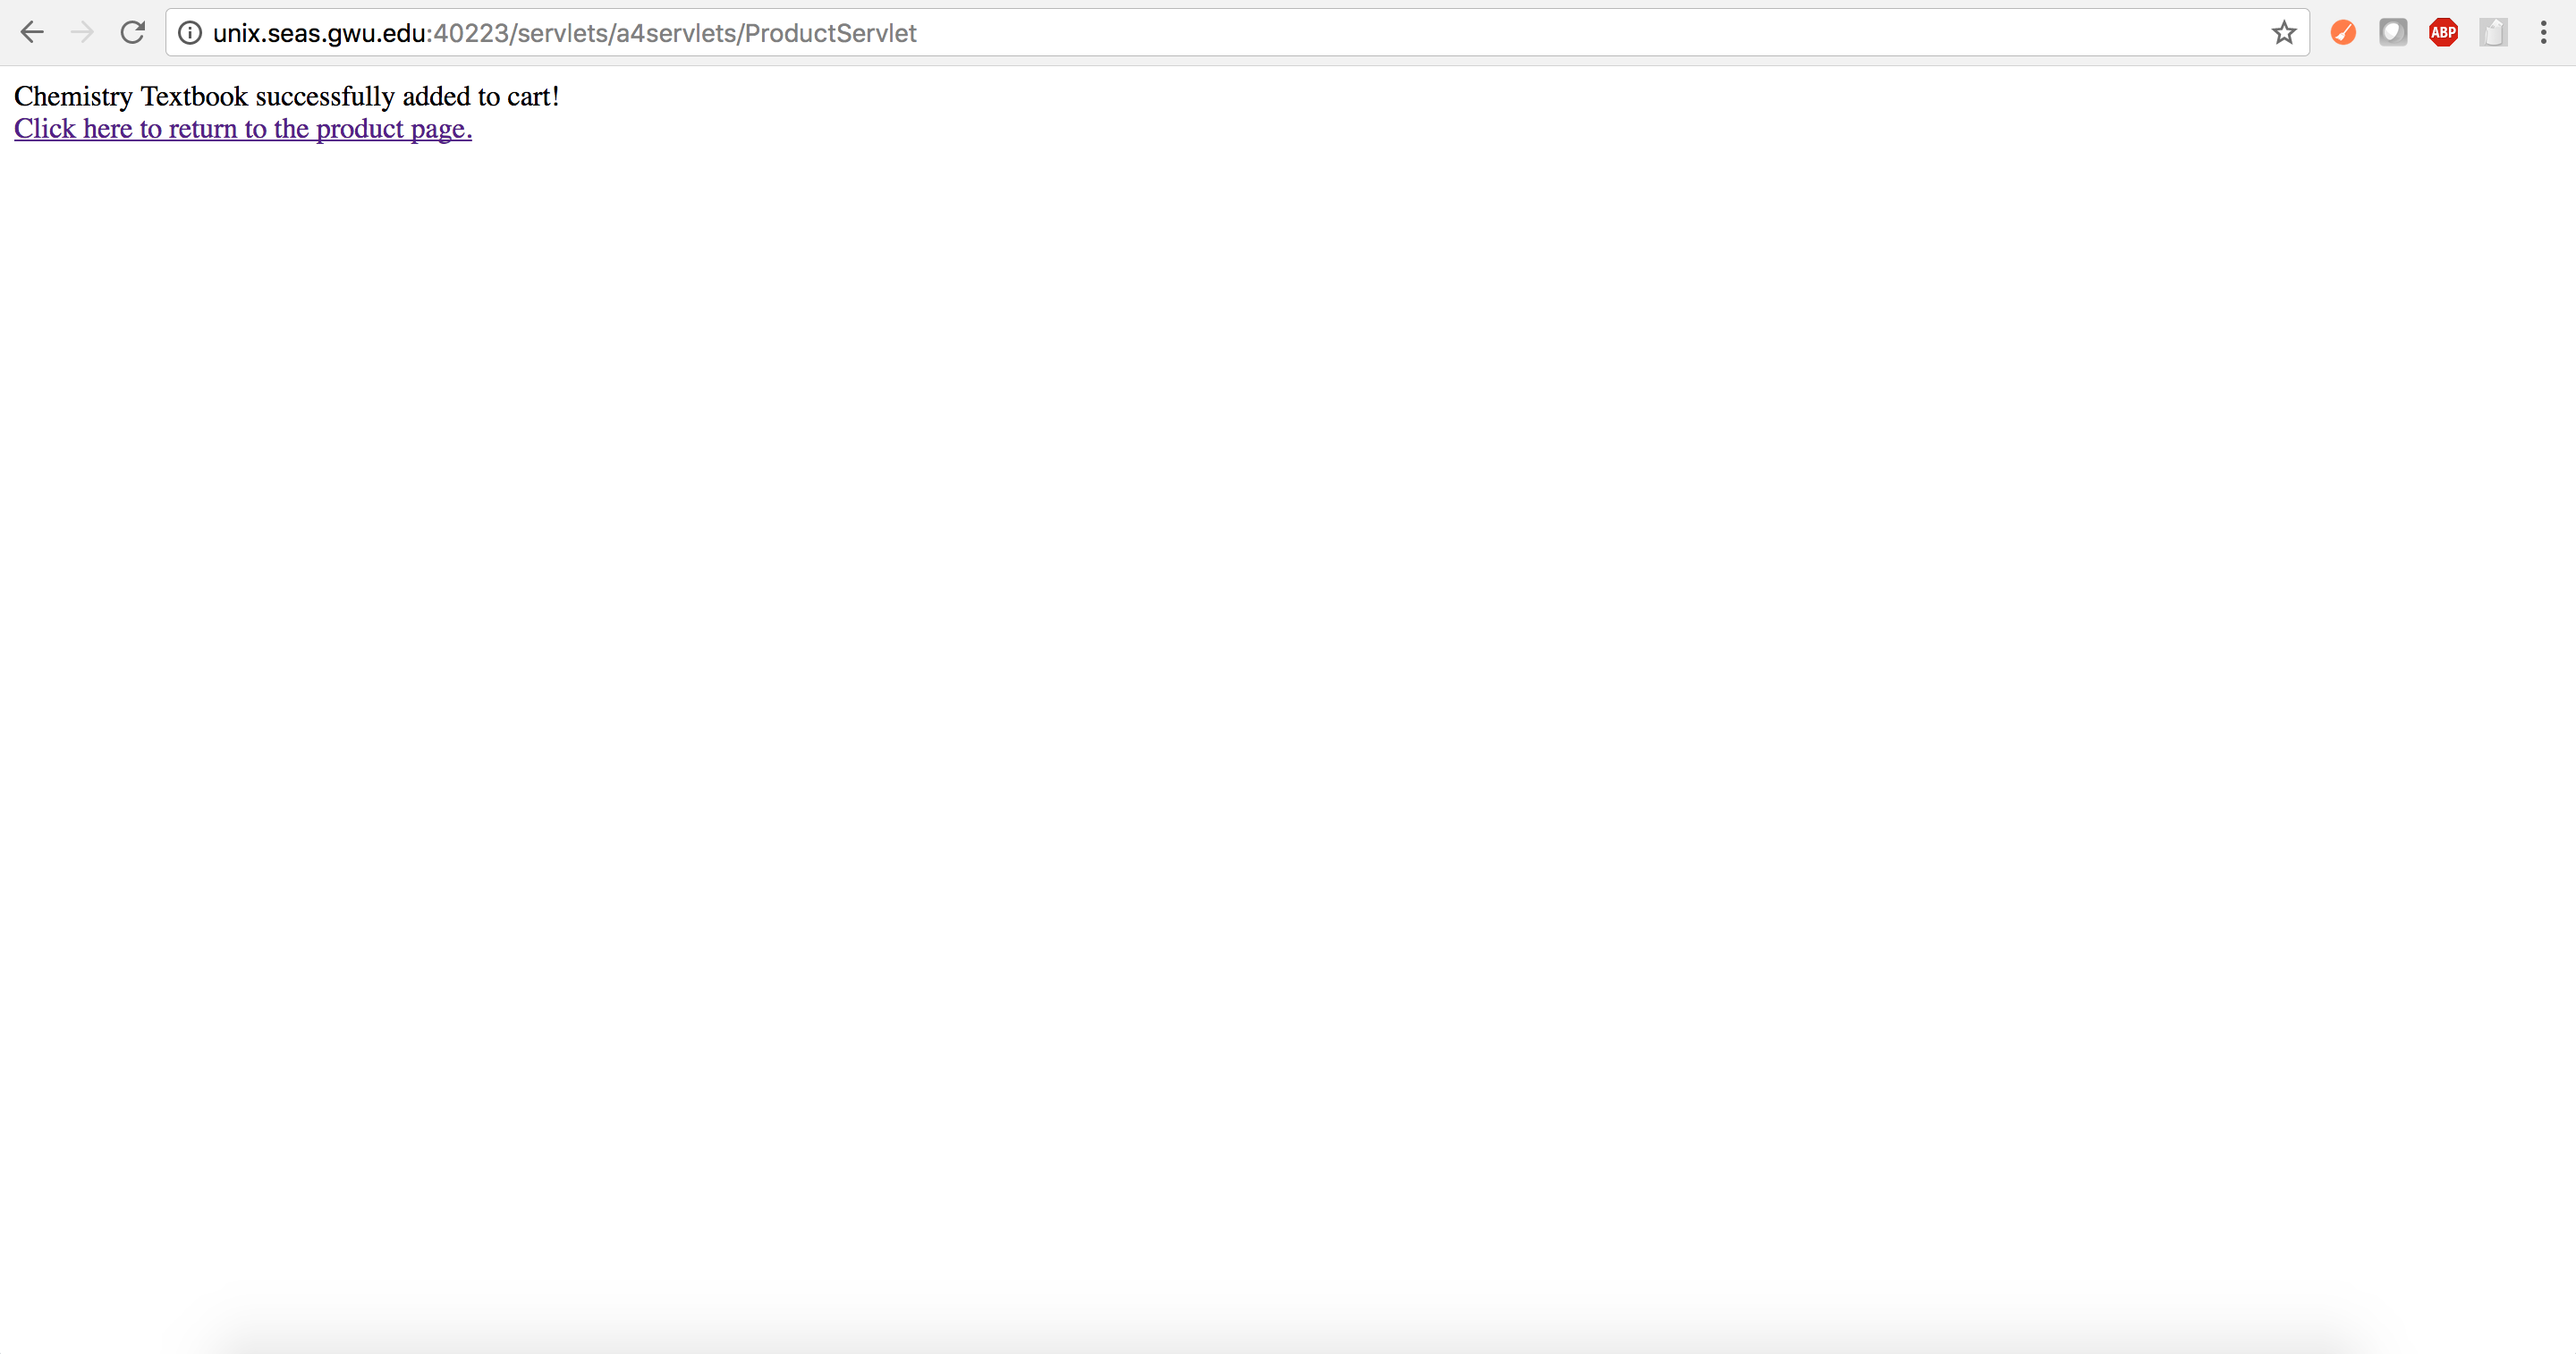 unix.seas.gwu.edu:40223/servlets/a4servlets/ProductServlet
ABP
Chemistry Textbook successfully added to cart!
Click here to return to the product page.